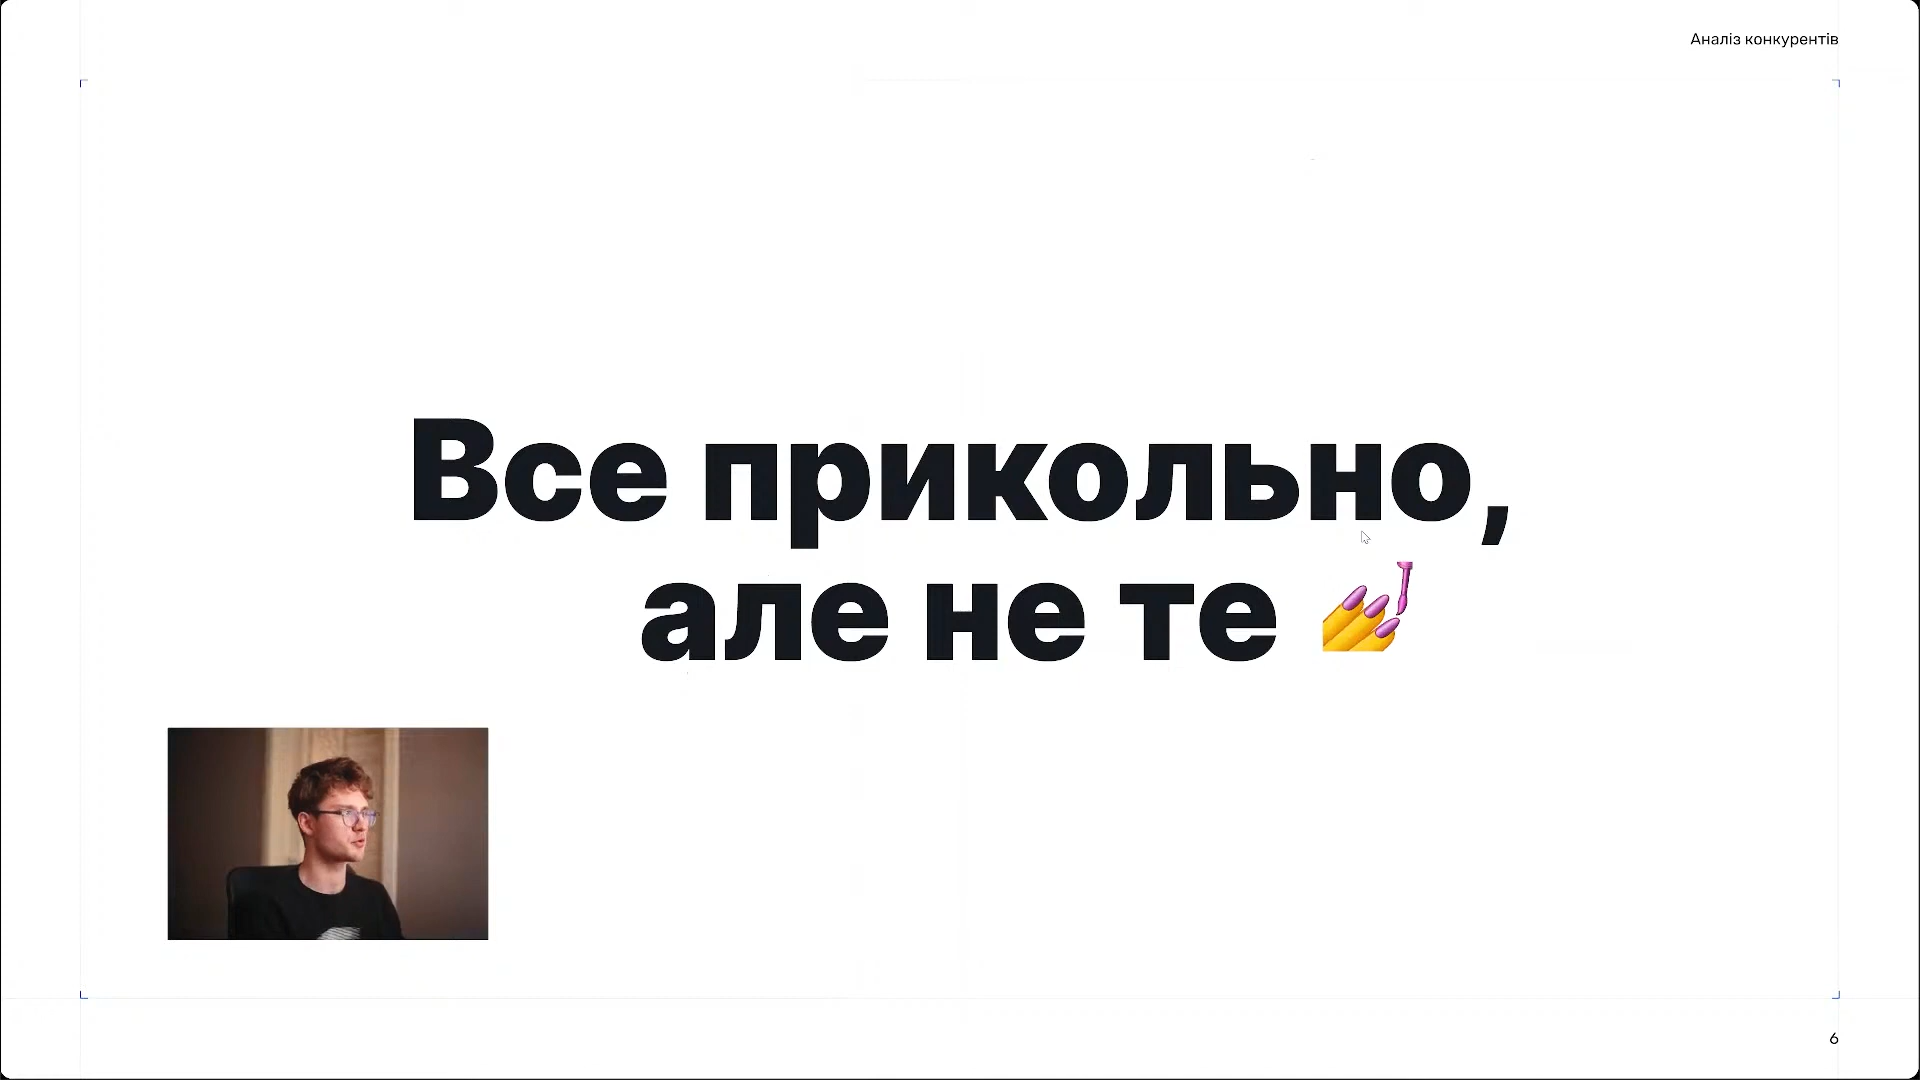 Аналіз конкурентів
Все прикольно,
але не те 💅
6